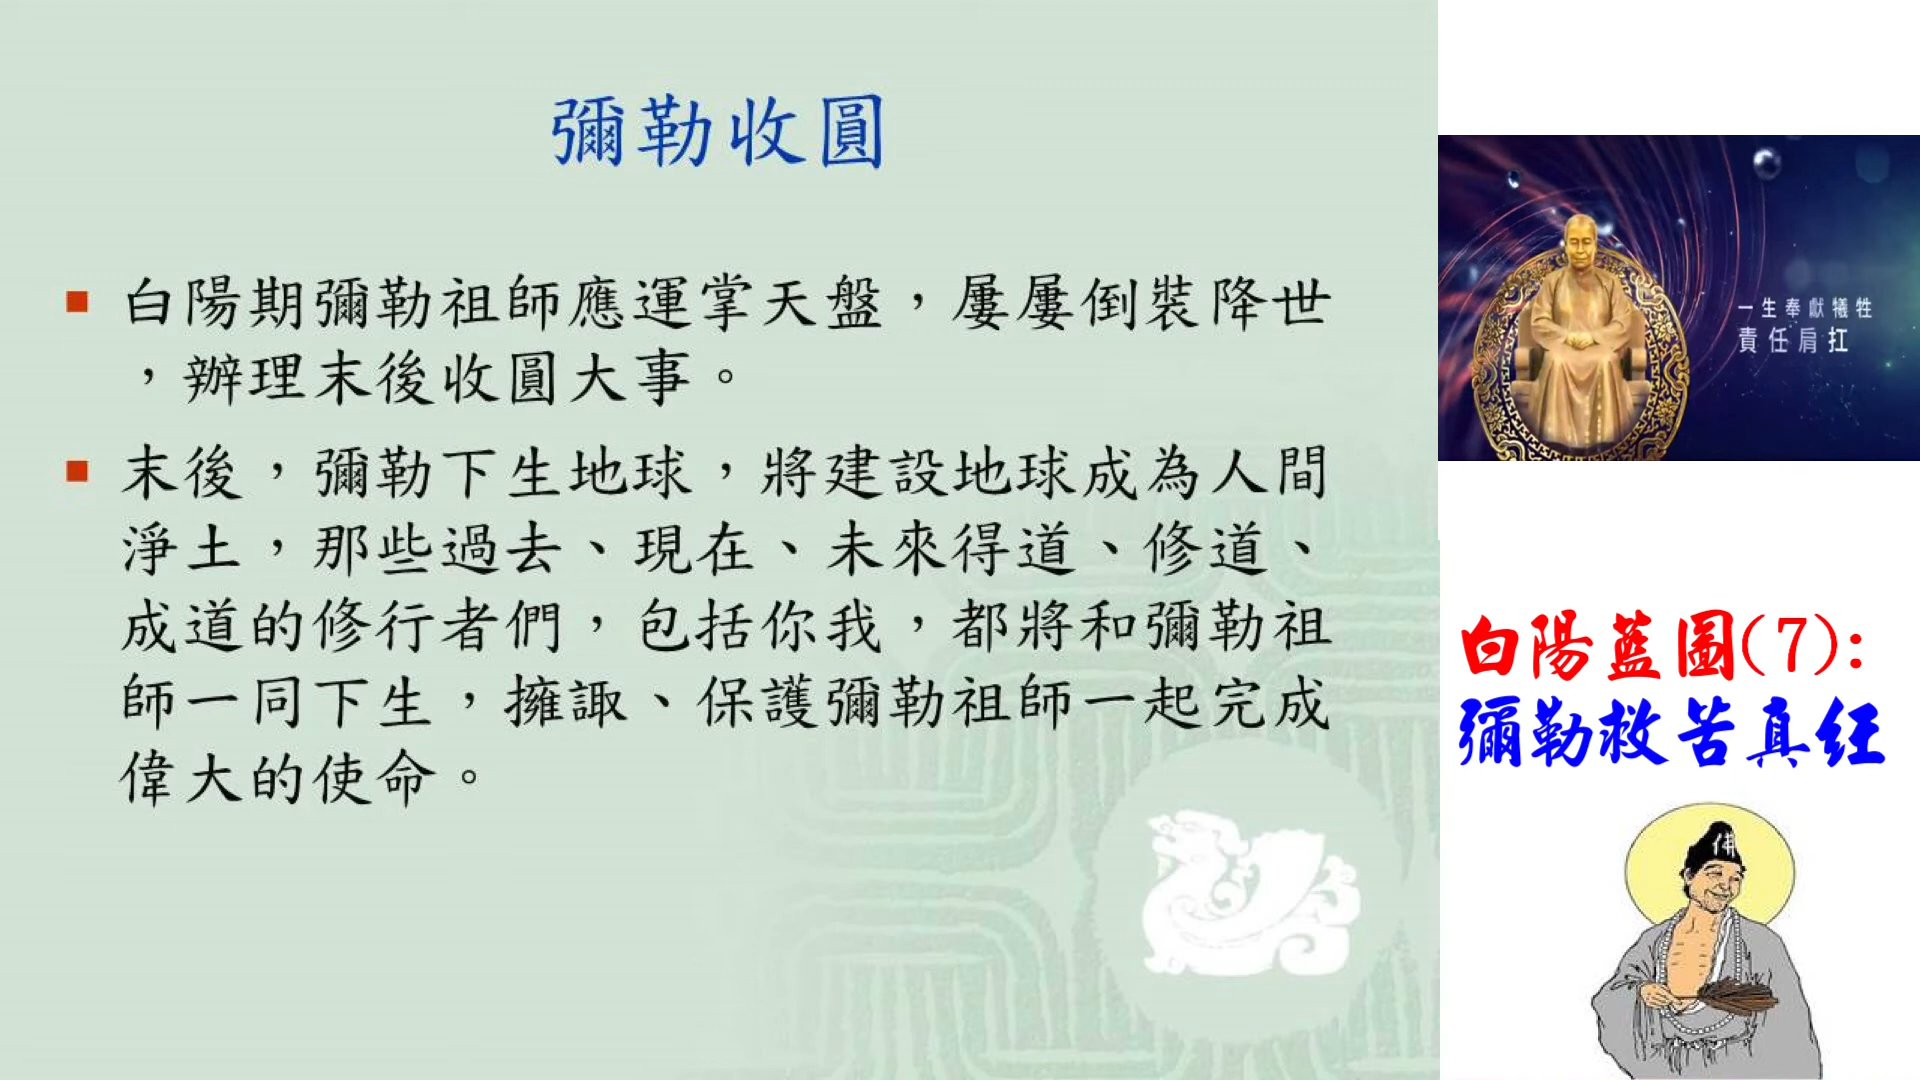 彌勒收圓
白陽期彌勒祖師應運掌天盤，屢屢倒裝降世
，辦理末後收圓大事。
末後，彌勒下生地球，將建設地球成為人間
淨土，那些過去、現在、未來得道、修道、
成道的修行者們，包括你我，都將和彌勒祖
師一同下生，擁諏、保護彌勒祖師一起完成
偉大的使命。
一生奉獻犧牲
責任肩扛
白陽藍圖(7):
彌勒救苦真经
佛